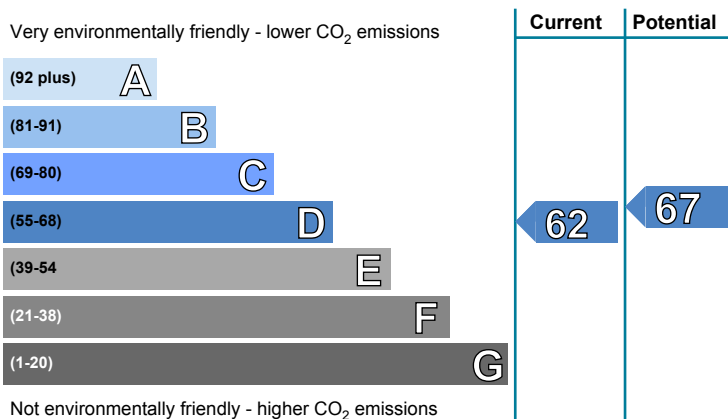 Current Potential
Very environmentally friendly - lower CO2 emissions
(92 plus) A
(81-91) B
(69-80) C
(55-68) D 62 67
(39-54 E
(21-38) F
(1-20) G
Not environmentally friendly - higher CO2 emissions